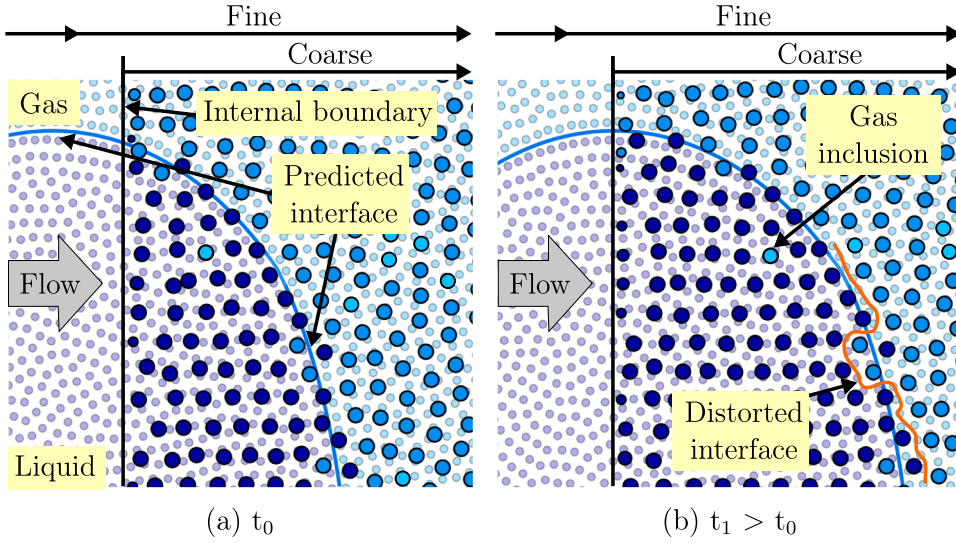 Fine
Coarse
Gas
Internal boundary
Predicted
interface
Flow
Liquid
(a) t₀
Fine
Coarse
Gas
inclusion
Flow
Distorted
interface
(b) t₁ > t₀